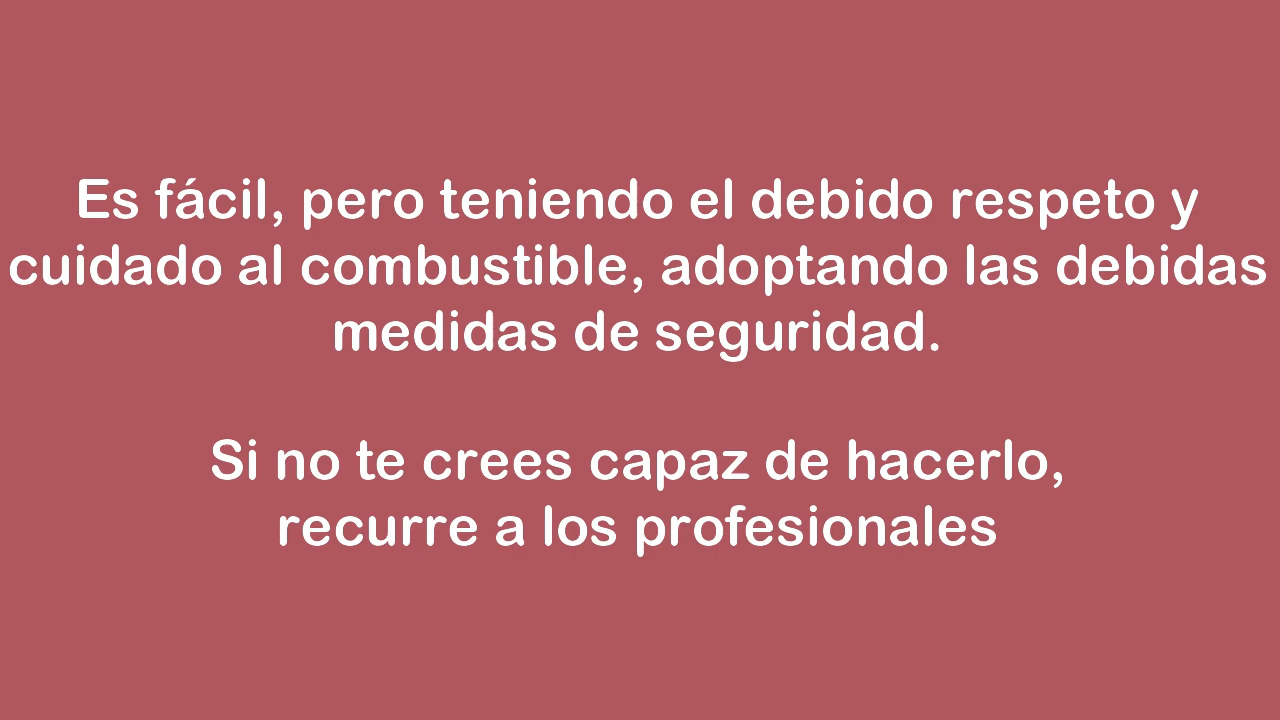 Es fácil, pero teniendo el debido respeto y
cuidado al combustible, adoptando las debidas
medidas de seguridad.
Si no te crees capaz de hacerlo,
recurre a los profesionales